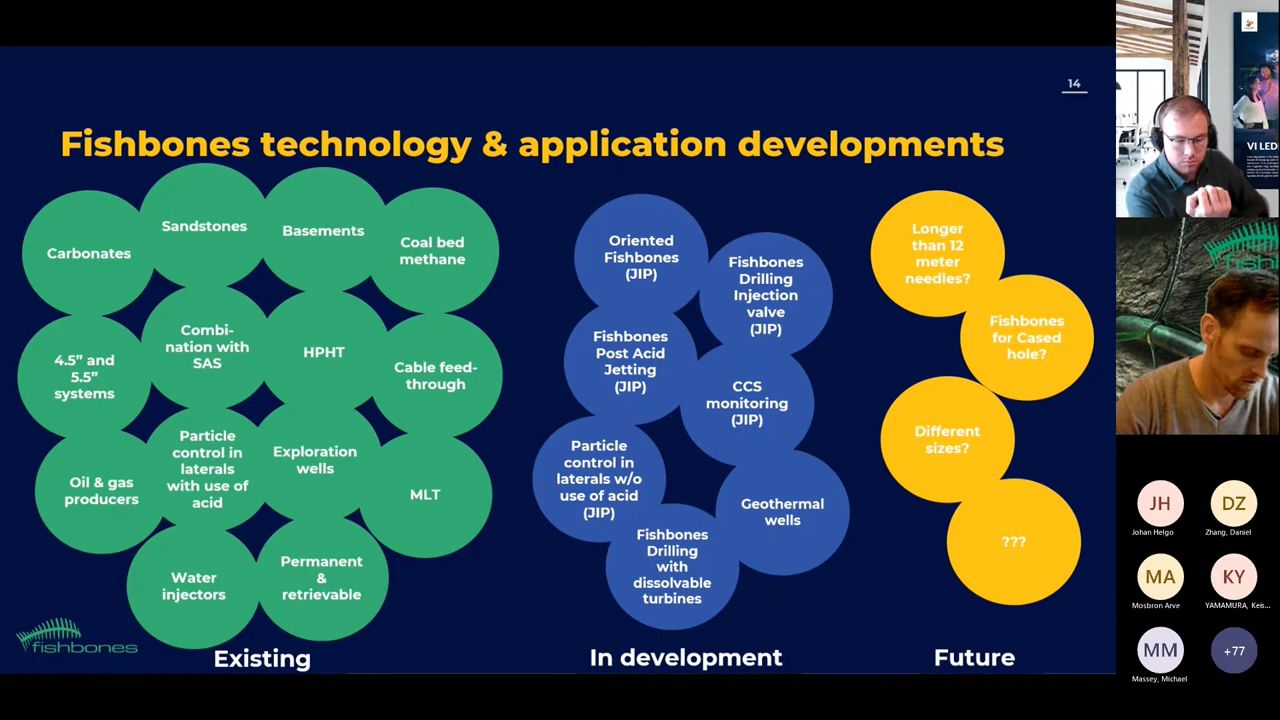 14
Fishbones technology & application developments
Carbonates
Sandstones
Basements
Coal bed
methane
4.5” and
5.5”
systems
Combi-
nation with
SAS
HPHT
Cable feed-
through
Oil & gas
producers
Particle
control in
laterals
with use of
acid
Exploration
wells
MLT
Water
injectors
Permanent
&
retrievable
Existing
Oriented
Fishbones
(JIP)
Fishbones
Drilling
Injection
valve
(JIP)
Fishbones
Post Acid
Jetting
(JIP)
CCS
monitoring
(JIP)
Particle
control in
laterals w/o
use of acid
(JIP)
Geothermal
wells
Fishbones
Drilling
with
dissolvable
turbines
In development
Longer
than 12
meter
needles?
Fishbones
for Cased
hole?
Different
sizes?
???
Future
fishbones
VI LED
fish
JH
Johan Helgo
DZ
Zhang, Daniel
MA
Mosbron Arve
KY
YAMAMURA, Keis...
MM
Massey, Michael
+77